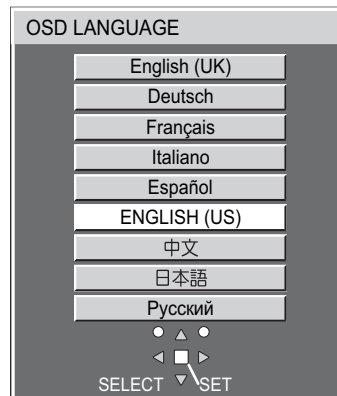 OSD LANGUAGE
English (UK)
Deutsch
Français
Italiano
Español
ENGLISH (US)
中文
日本語
Русский
SELECT SET